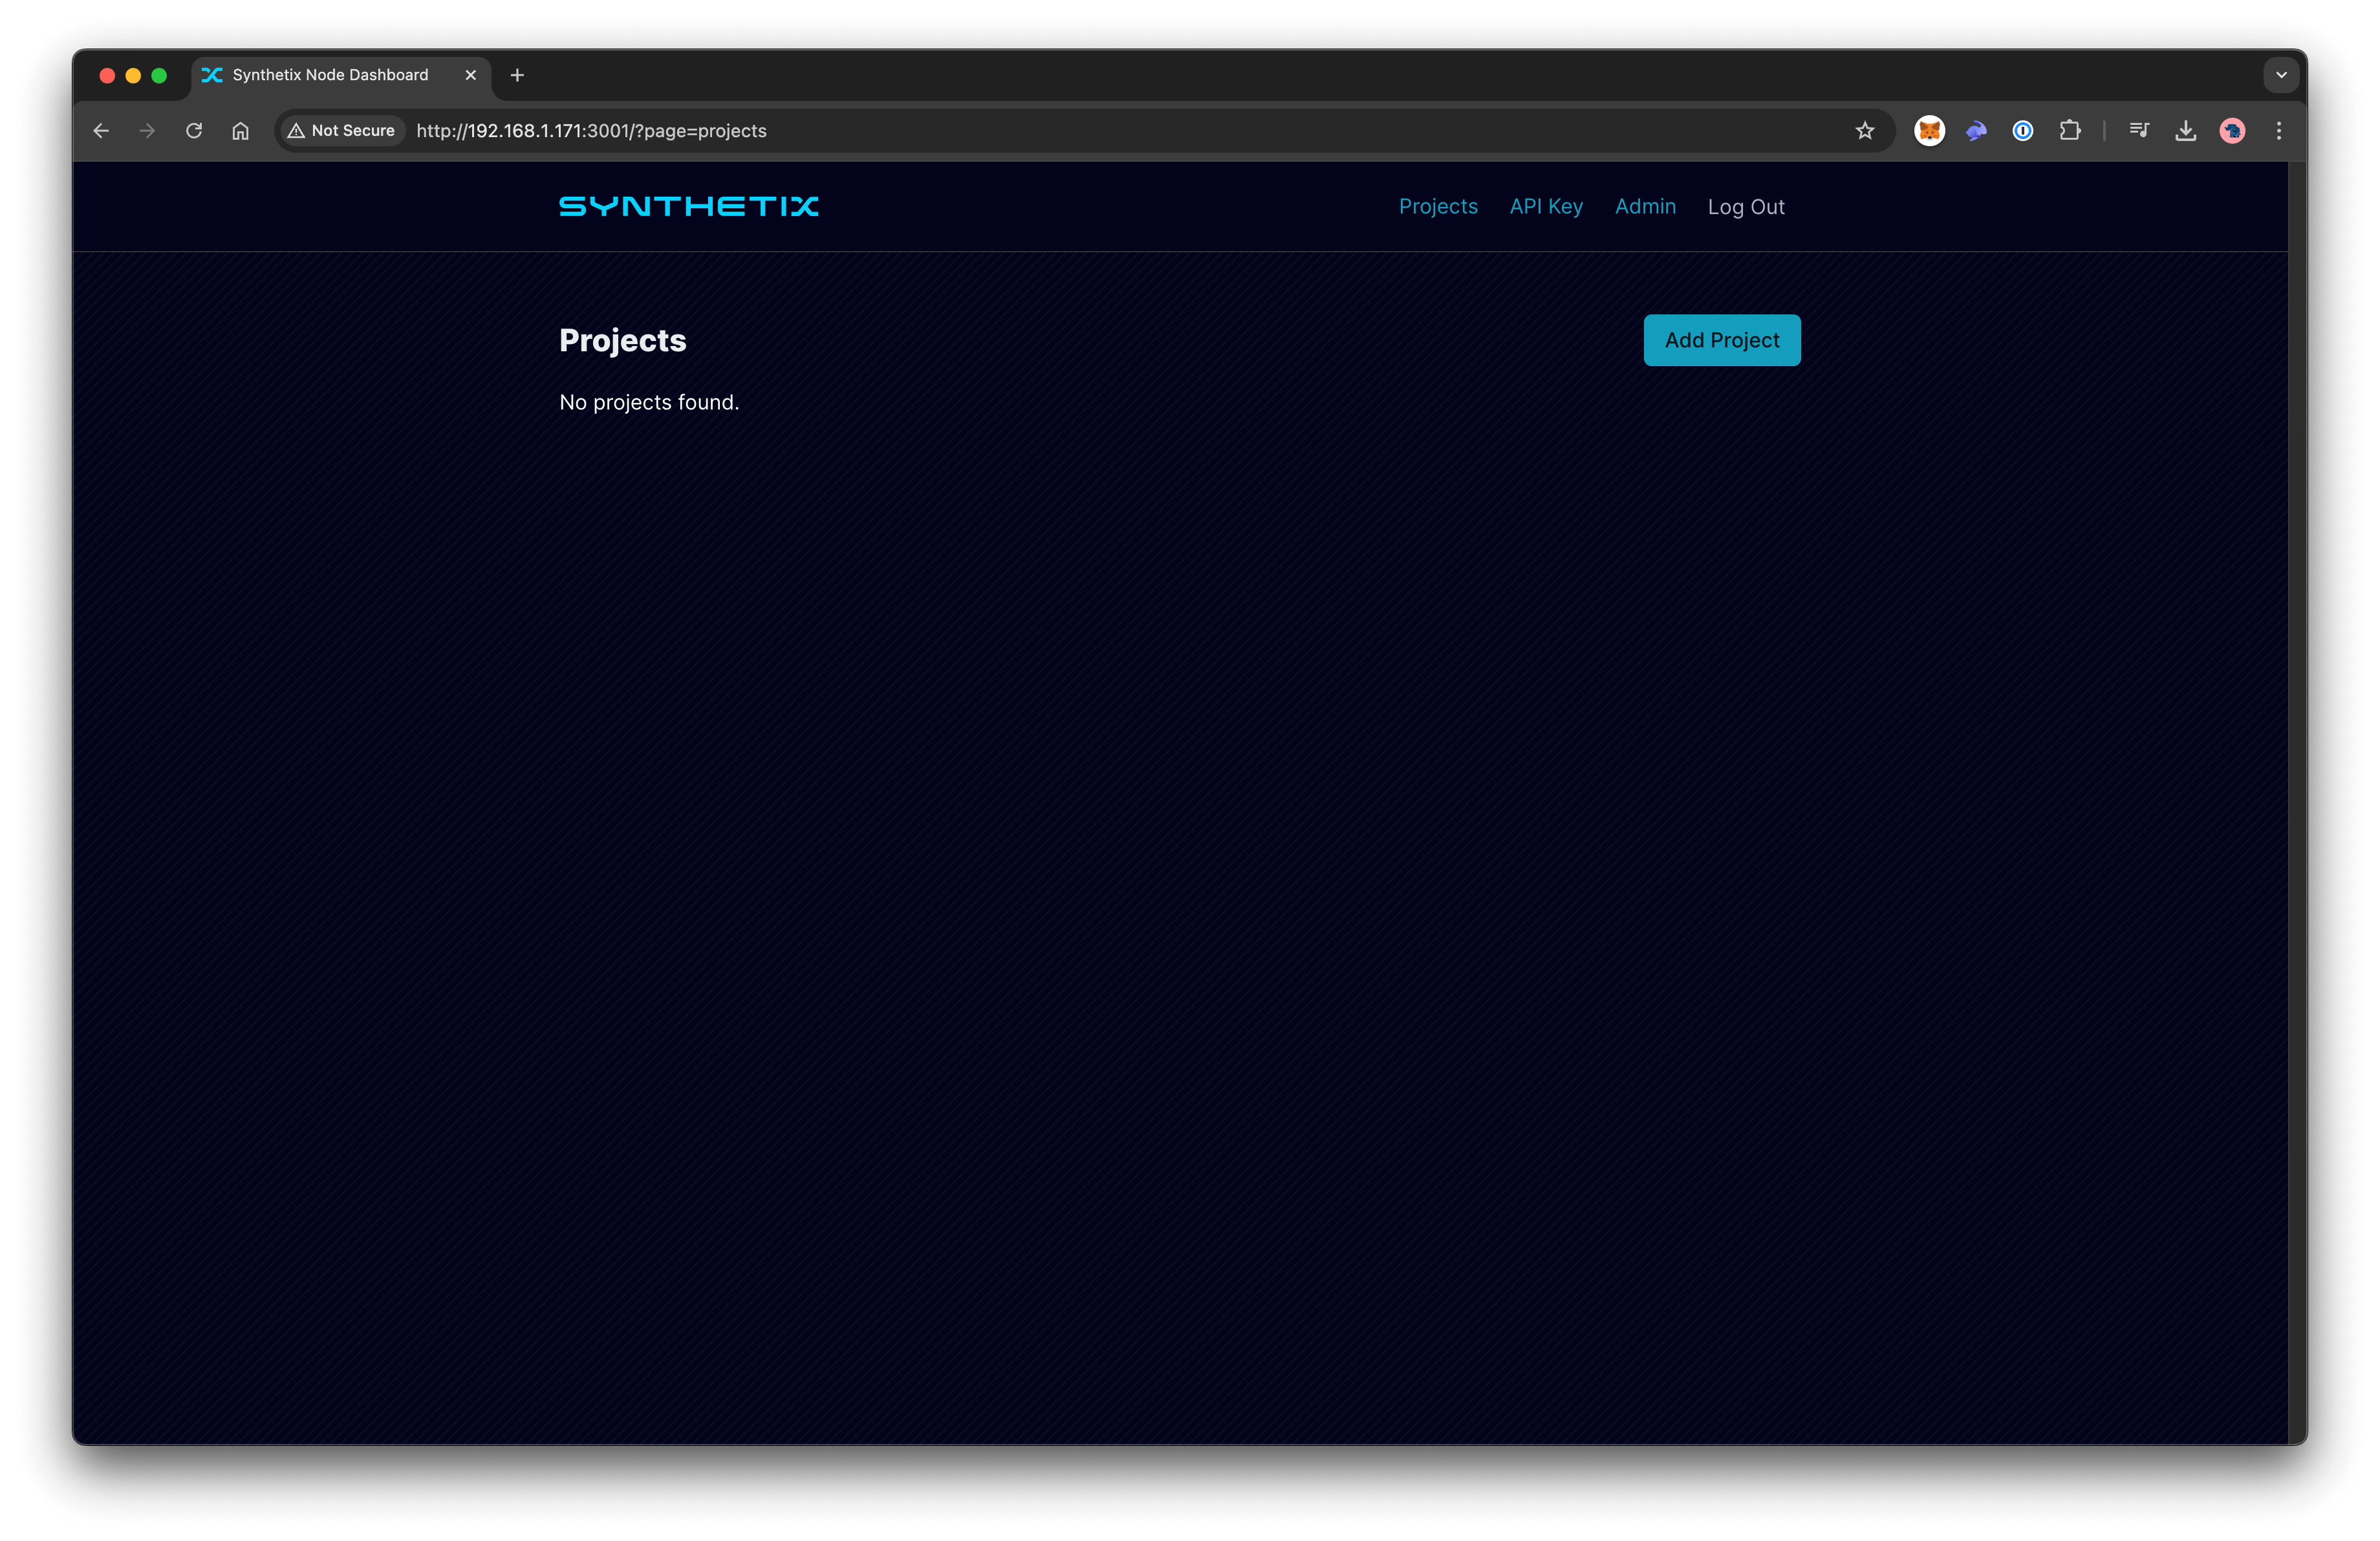 Synthetix Node Dashboard
Not Secure http://192.168.1.171:3001/?page=projects
SYNTHETIX Projects API Key Admin Log Out
Projects Add Project
No projects found.